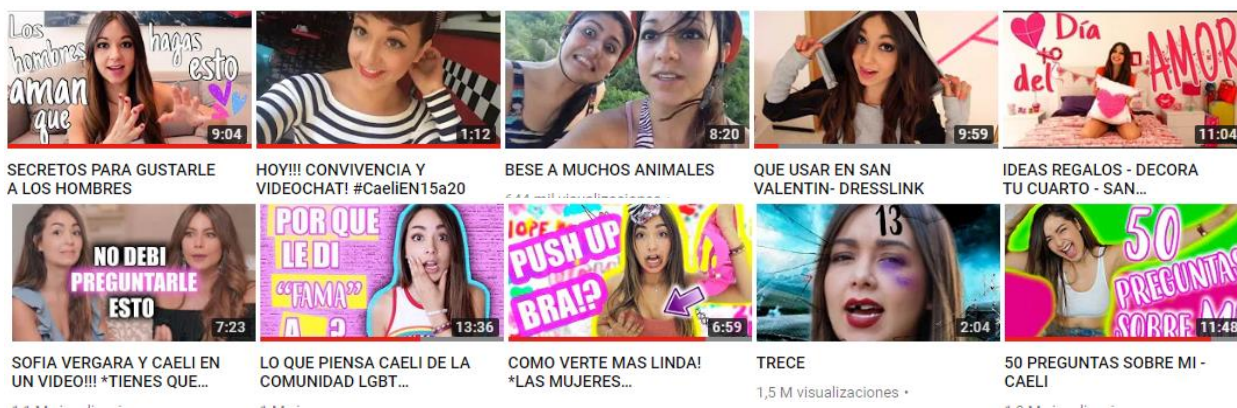 Los hombres aman que hagas esto
9:04
1:12
8:20
9:59
Día del AMOR
11:04
SECRETOS PARA GUSTARLE
A LOS HOMBRES
HOY!!! CONVIVENCIA Y
VIDEOCHAT! #CaeliEN15a20
BESE A MUCHOS ANIMALES
QUE USAR EN SAN
VALENTIN- DRESSLINK
IDEAS REGALOS - DECORA
TU CUARTO - SAN...
NO DEBI
PREGUNTARLE
ESTO
7:23
POR QUE
LE DI
"FAMA"
A ...?
13:36
PUSH UP
BRA!?
6:59
13
2:04
50
PREGUNTAS
SOBRE MI
11:48
SOFIA VERGARA Y CAELI EN
UN VIDEO!!! *TIENES QUE...
LO QUE PIENSA CAELI DE LA
COMUNIDAD LGBT...
COMO VERTE MAS LINDA!
*LAS MUJERES...
TRECE
1,5 M visualizaciones •
50 PREGUNTAS SOBRE MI -
CAELI